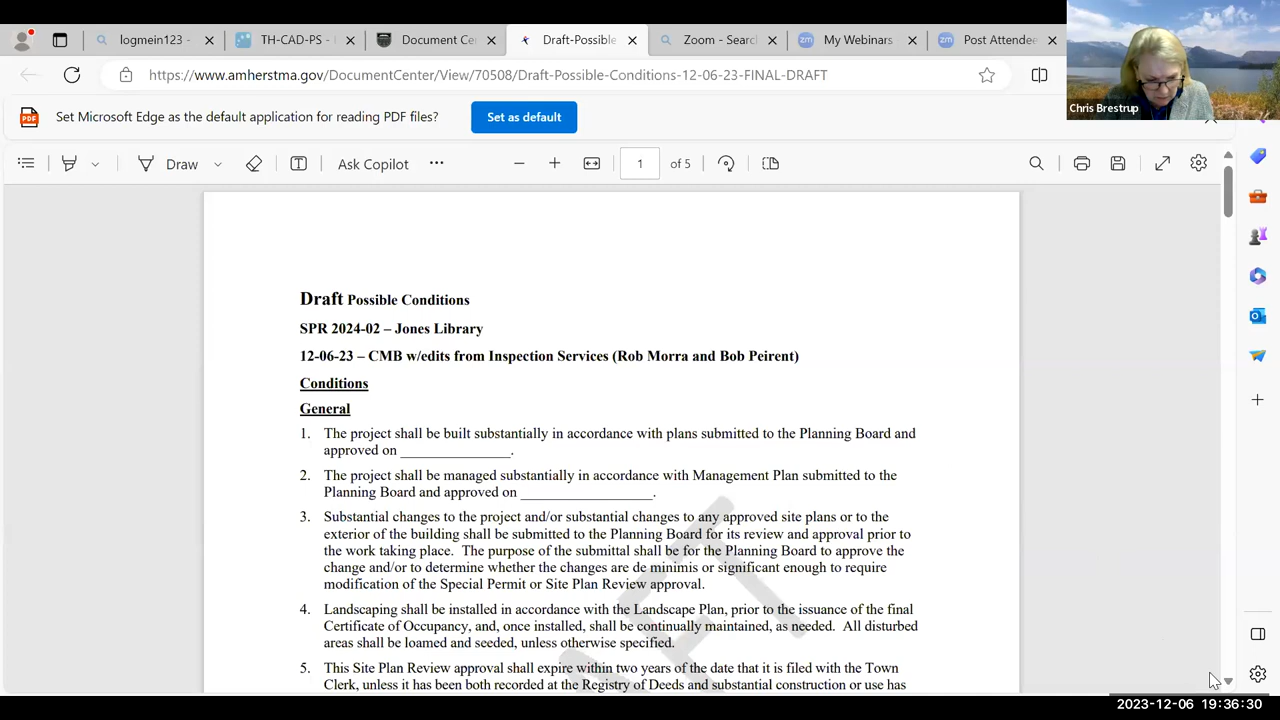 logmein123 -
TH-CAD-PS -
Document Ce
Draft-Possible
Zoom - Searc
My Webinars
Post Attende
https://www.amherstma.gov/DocumentCenter/View/70508/Draft-Possible-Conditions-12-06-23-FINAL-DRAFT
Chris Brestrup
PDF
Set Microsoft Edge as the default application for reading PDF files?
Set as default
Draw
Ask Copilot
1
of 5
Draft Possible Conditions
SPR 2024-02 – Jones Library
12-06-23 – CMB w/edits from Inspection Services (Rob Morra and Bob Peirent)
Conditions
General
1. The project shall be built substantially in accordance with plans submitted to the Planning Board and
approved on _______________.
2. The project shall be managed substantially in accordance with Management Plan submitted to the
Planning Board and approved on __________________.
3. Substantial changes to the project and/or substantial changes to any approved site plans or to the
exterior of the building shall be submitted to the Planning Board for its review and approval prior to
the work taking place. The purpose of the submittal shall be for the Planning Board to approve the
change and/or to determine whether the changes are de minimis or significant enough to require
modification of the Special Permit or Site Plan Review approval.
4. Landscaping shall be installed in accordance with the Landscape Plan, prior to the issuance of the final
Certificate of Occupancy, and, once installed, shall be continually maintained, as needed. All disturbed
areas shall be loamed and seeded, unless otherwise specified.
5. This Site Plan Review approval shall expire within two years of the date that it is filed with the Town
Clerk, unless it has been both recorded at the Registry of Deeds and substantial construction or use has
2023-12-06 19:36:30